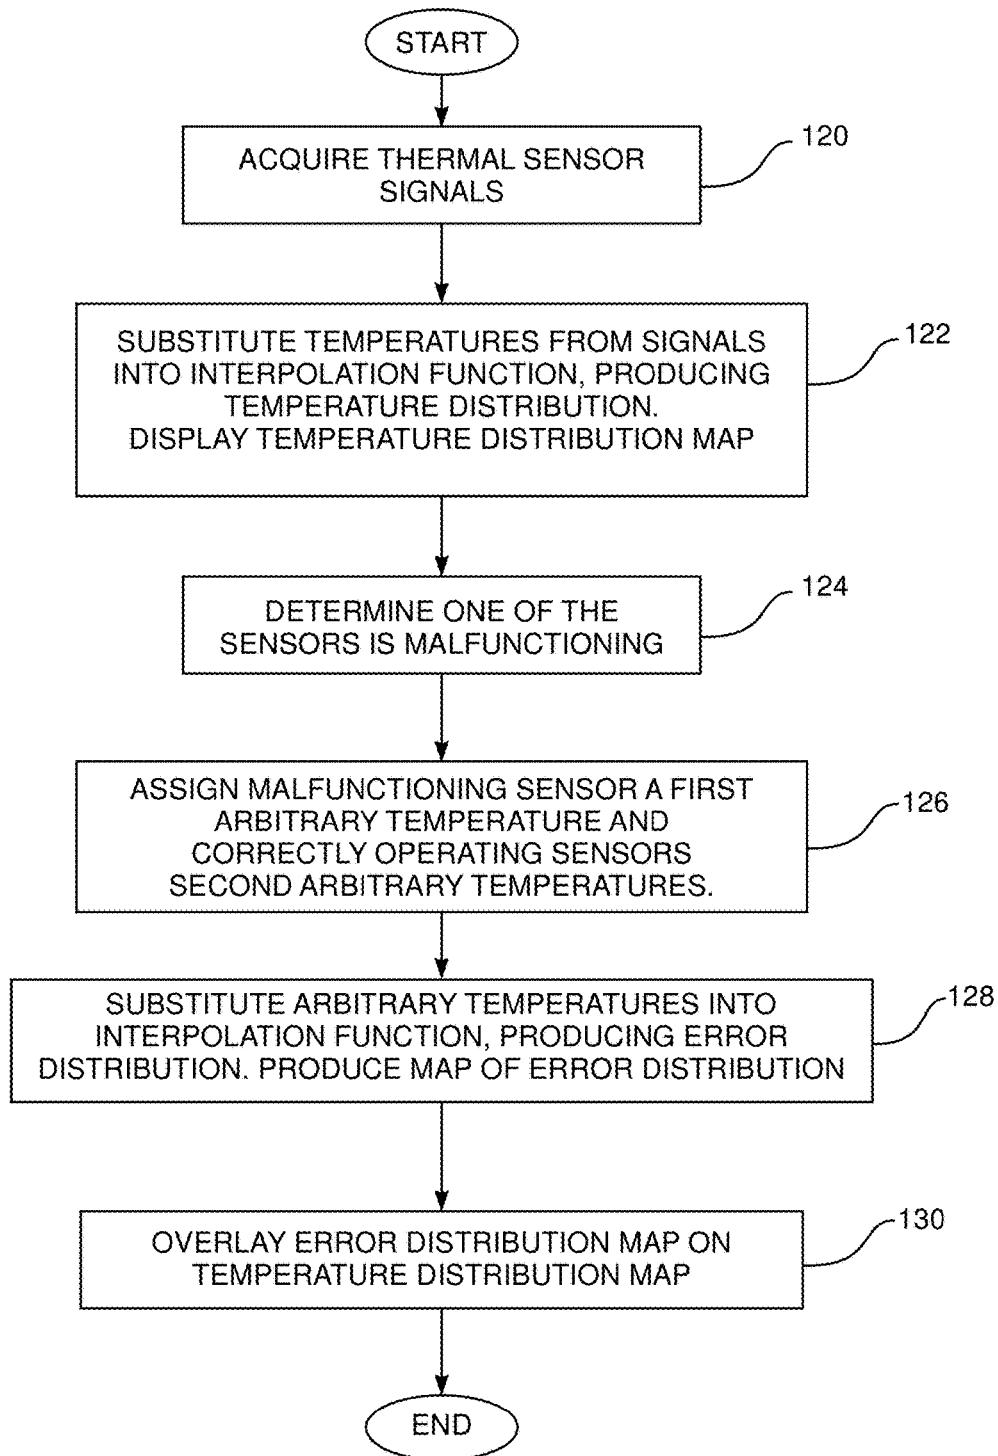 START
120
ACQUIRE THERMAL SENSOR
SIGNALS
122
SUBSTITUTE TEMPERATURES FROM SIGNALS
INTO INTERPOLATION FUNCTION, PRODUCING
TEMPERATURE DISTRIBUTION.
DISPLAY TEMPERATURE DISTRIBUTION MAP
124
DETERMINE ONE OF THE
SENSORS IS MALFUNCTIONING
126
ASSIGN MALFUNCTIONING SENSOR A FIRST
ARBITRARY TEMPERATURE AND
CORRECTLY OPERATING SENSORS
SECOND ARBITRARY TEMPERATURES.
128
SUBSTITUTE ARBITRARY TEMPERATURES INTO
INTERPOLATION FUNCTION, PRODUCING ERROR
DISTRIBUTION. PRODUCE MAP OF ERROR DISTRIBUTION
130
OVERLAY ERROR DISTRIBUTION MAP ON
TEMPERATURE DISTRIBUTION MAP
END